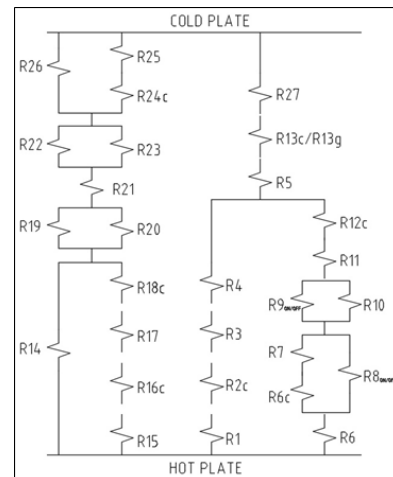 COLD PLATE
R26
R25
R24c
R27
R22
R23
R13c/R13g
R21
R5
R19
R20
R12c
R11
R18c
R4
R9ON/OFF
R10
R14
R17
R3
R7
R8ON/OFF
R16c
R2c
R6c
R15
R1
R6
HOT PLATE